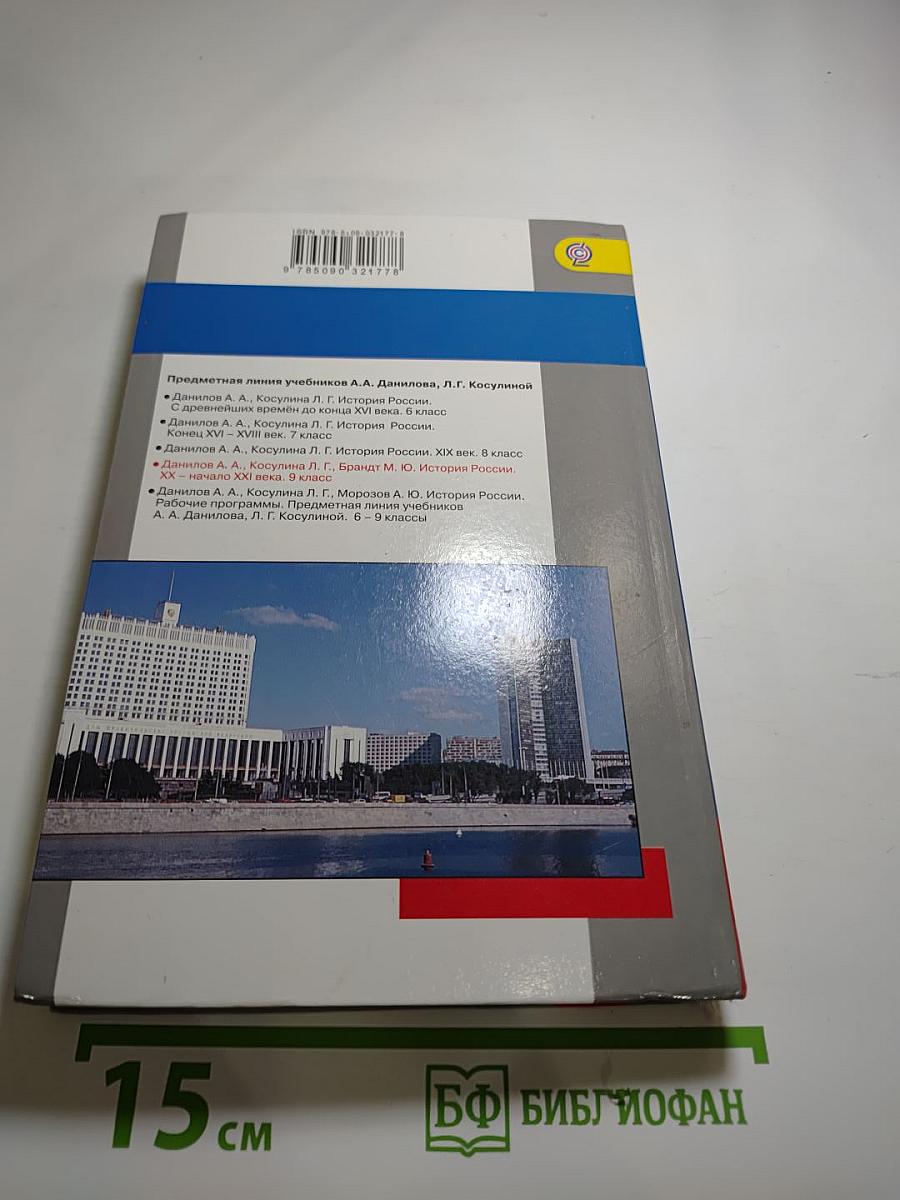 ISBN 978-5-09-032177-8
9 785090 321778
Предметная линия учебников А.А. Данилова, Л.Г. Косулиной
• Данилов А. А., Косулина Л. Г. История России.
С древнейших времён до конца XVI века. 6 класс
• Данилов А. А., Косулина Л. Г. История России.
Конец XVI – XVIII век. 7 класс
• Данилов А. А., Косулина Л. Г. История России. XIX век. 8 класс
• Данилов А. А., Косулина Л. Г., Брандт М. Ю. История России.
XX – начало XXI века. 9 класс
• Данилов А. А., Косулина Л. Г., Морозов А. Ю. История России.
Рабочие программы. Предметная линия учебников
А. А. Данилова, Л. Г. Косулиной. 6 – 9 классы
15 см
БФ БИБЛИОФАН